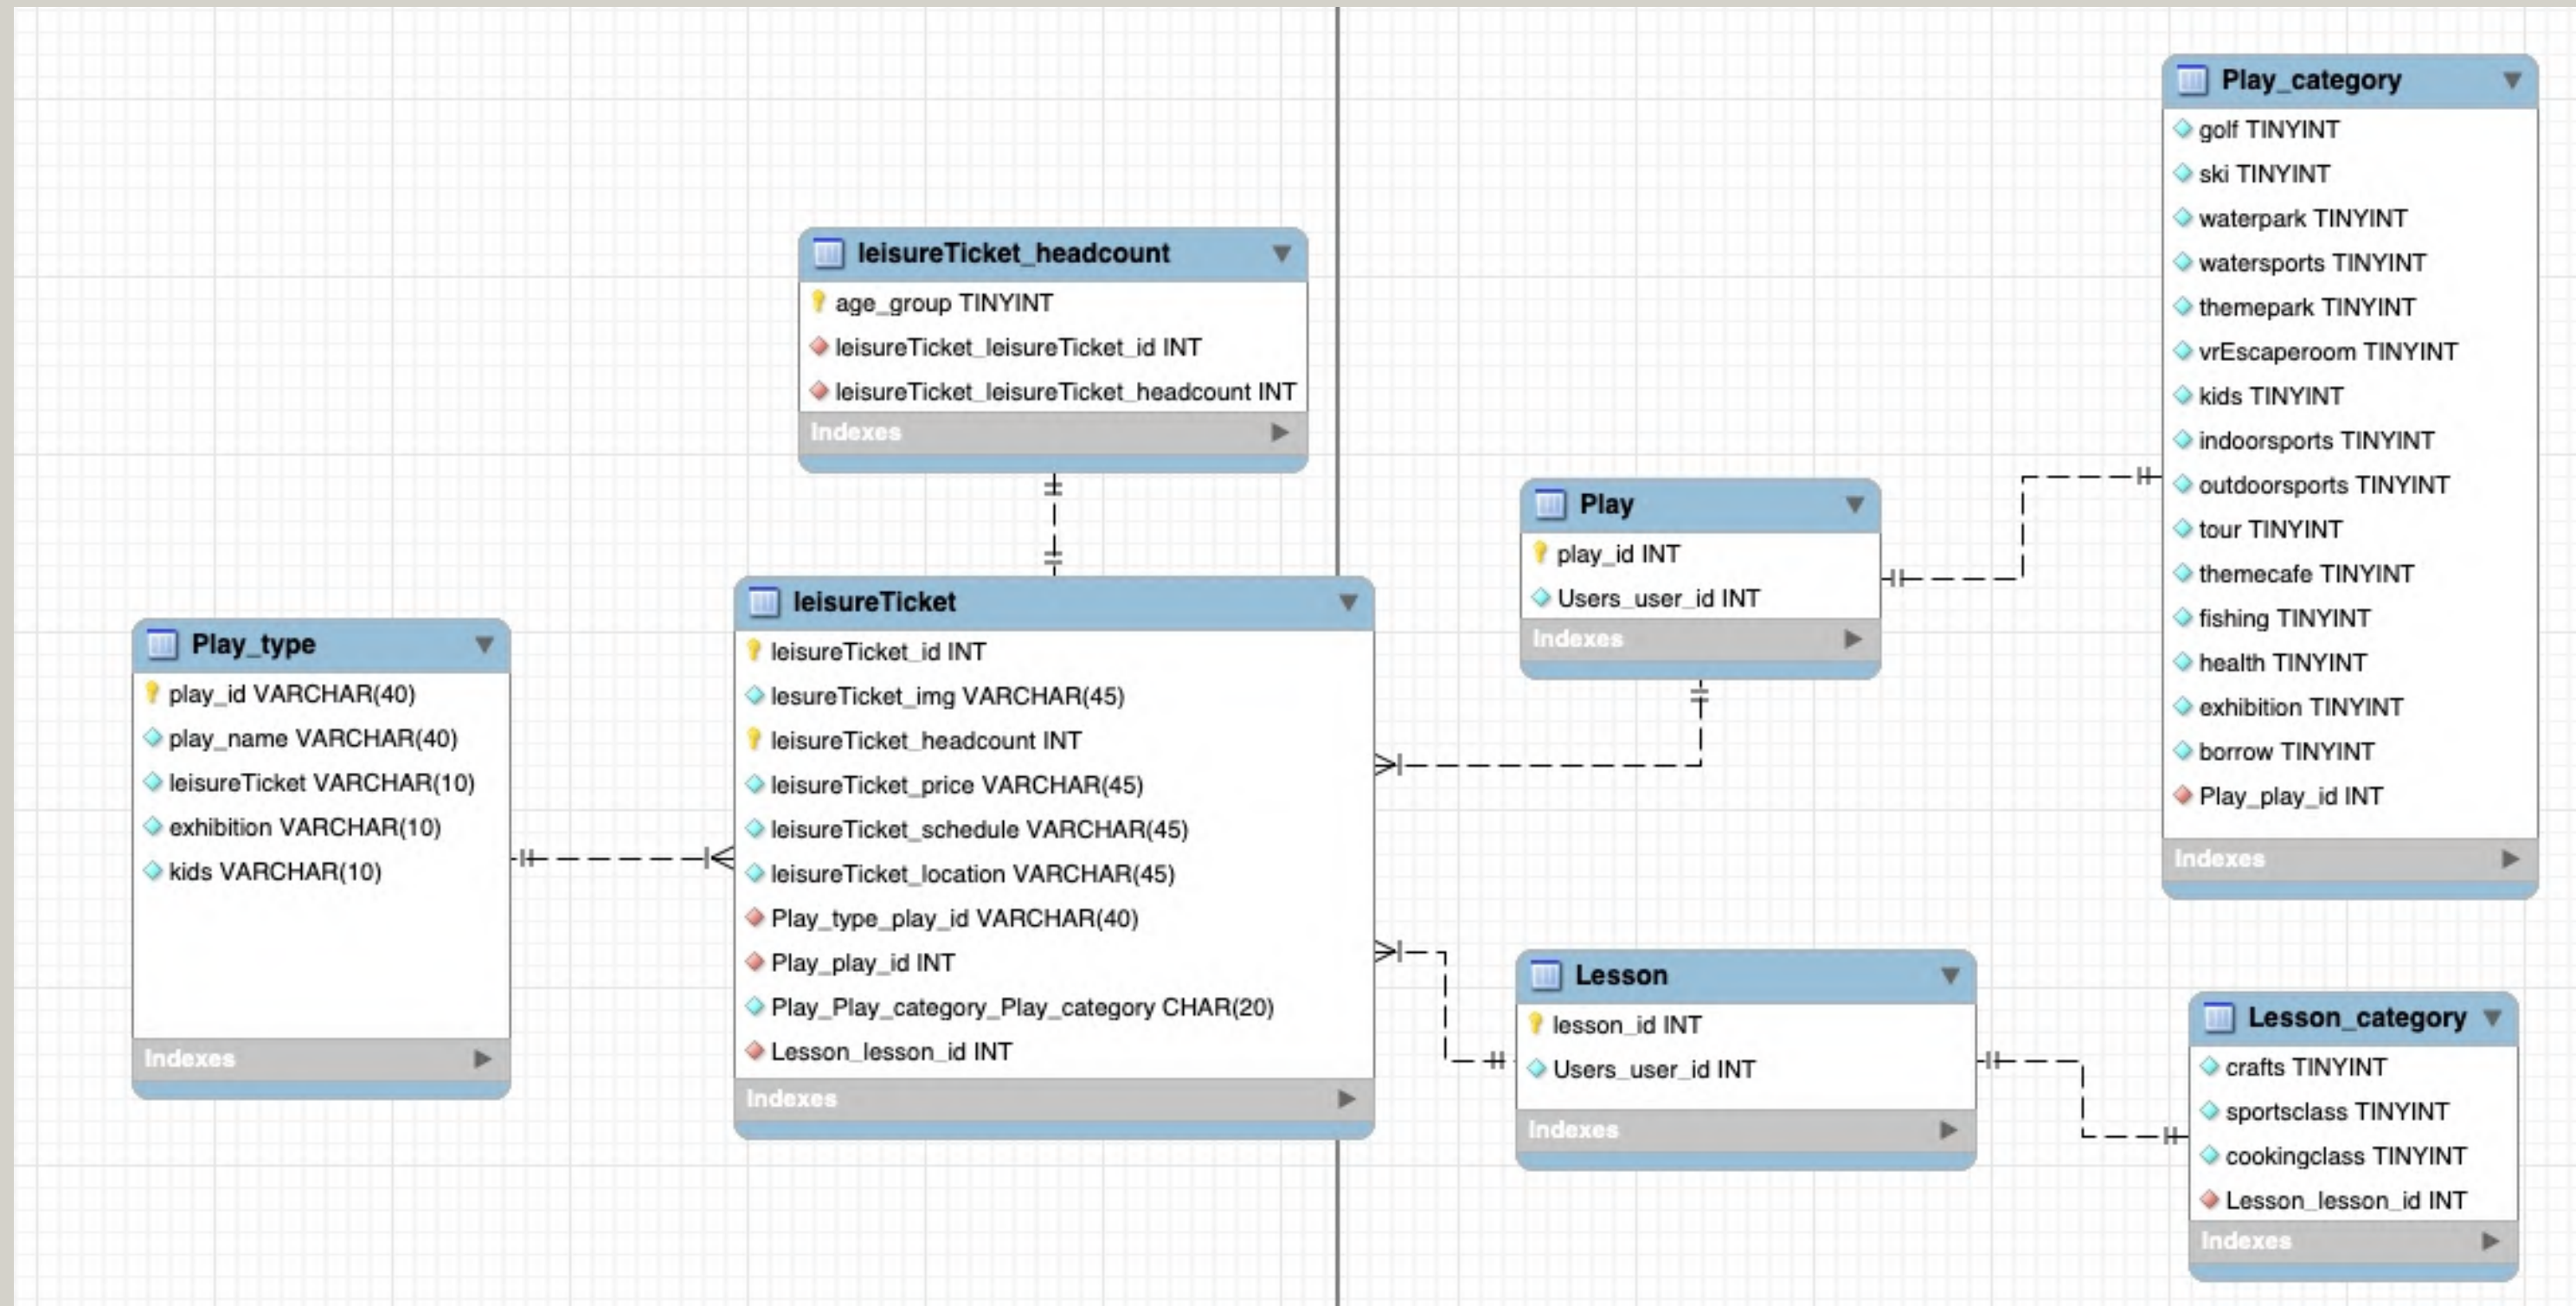 Play_category
golf TINYINT
ski TINYINT
waterpark TINYINT
watersports TINYINT
themepark TINYINT
vrEscaperoom TINYINT
kids TINYINT
indoorsports TINYINT
outdoorsports TINYINT
tour TINYINT
themecafe TINYINT
fishing TINYINT
health TINYINT
exhibition TINYINT
borrow TINYINT
Play_play_id INT
Indexes
leisureTicket_headcount
age_group TINYINT
leisureTicket_leisureTicket_id INT
leisureTicket_leisureTicket_headcount INT
Indexes
Play
play_id INT
Users_user_id INT
Indexes
leisureTicket
leisureTicket_id INT
lesureTicket_img VARCHAR(45)
leisureTicket_headcount INT
leisureTicket_price VARCHAR(45)
leisureTicket_schedule VARCHAR(45)
leisureTicket_location VARCHAR(45)
Play_type_play_id VARCHAR(40)
Play_play_id INT
Play_Play_category_Play_category CHAR(20)
Lesson_lesson_id INT
Indexes
Play_type
play_id VARCHAR(40)
play_name VARCHAR(40)
leisureTicket VARCHAR(10)
exhibition VARCHAR(10)
kids VARCHAR(10)
Indexes
Lesson
lesson_id INT
Users_user_id INT
Indexes
Lesson_category
crafts TINYINT
sportsclass TINYINT
cookingclass TINYINT
Lesson_lesson_id INT
Indexes